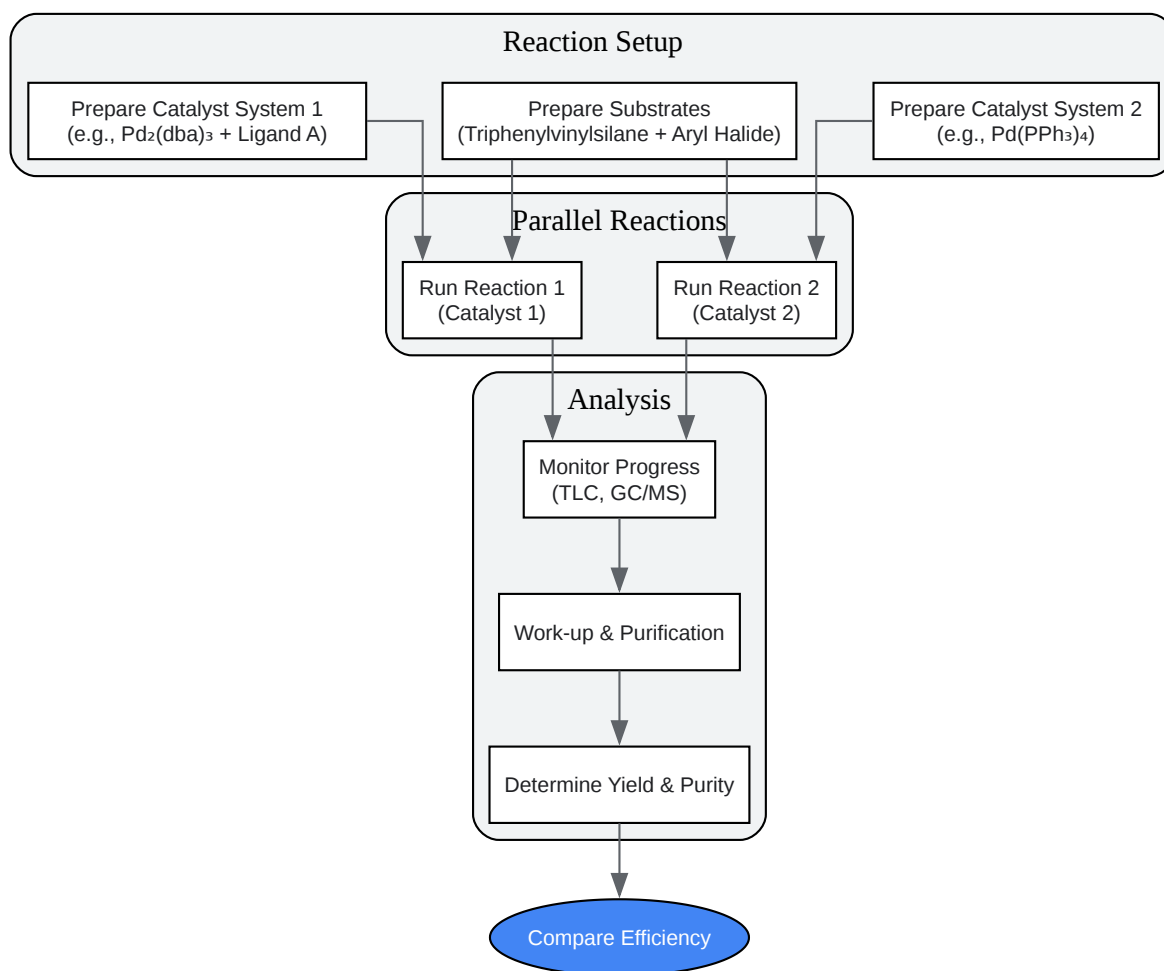 Reaction Setup
Prepare Catalyst System 1
(e.g., Pd₂(dba)₃ + Ligand A)
Prepare Substrates
(Triphenylvinylsilane + Aryl Halide)
Prepare Catalyst System 2
(e.g., Pd(PPh₃)₄)
Parallel Reactions
Run Reaction 1
(Catalyst 1)
Run Reaction 2
(Catalyst 2)
Analysis
Monitor Progress
(TLC, GC/MS)
Work-up & Purification
Determine Yield & Purity
Compare Efficiency